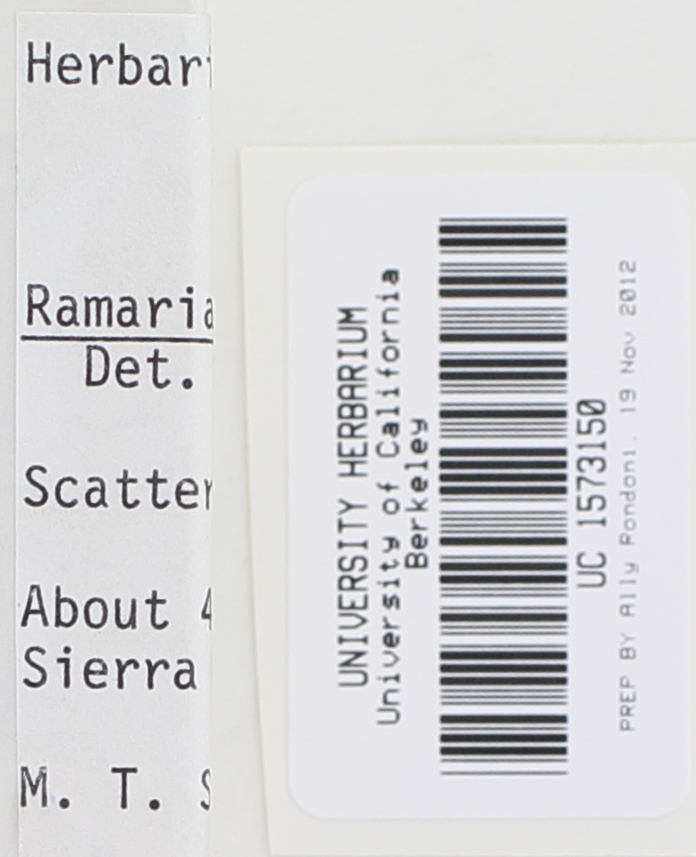 Herbar
Ramaria
Det.
Scatter
About 4
Sierra
M. T. S
UNIVERSITY HERBARIUM
University of California
Berkeley
UC 1573150
PREP BY Ally Rondoni, 19 Nov 2012